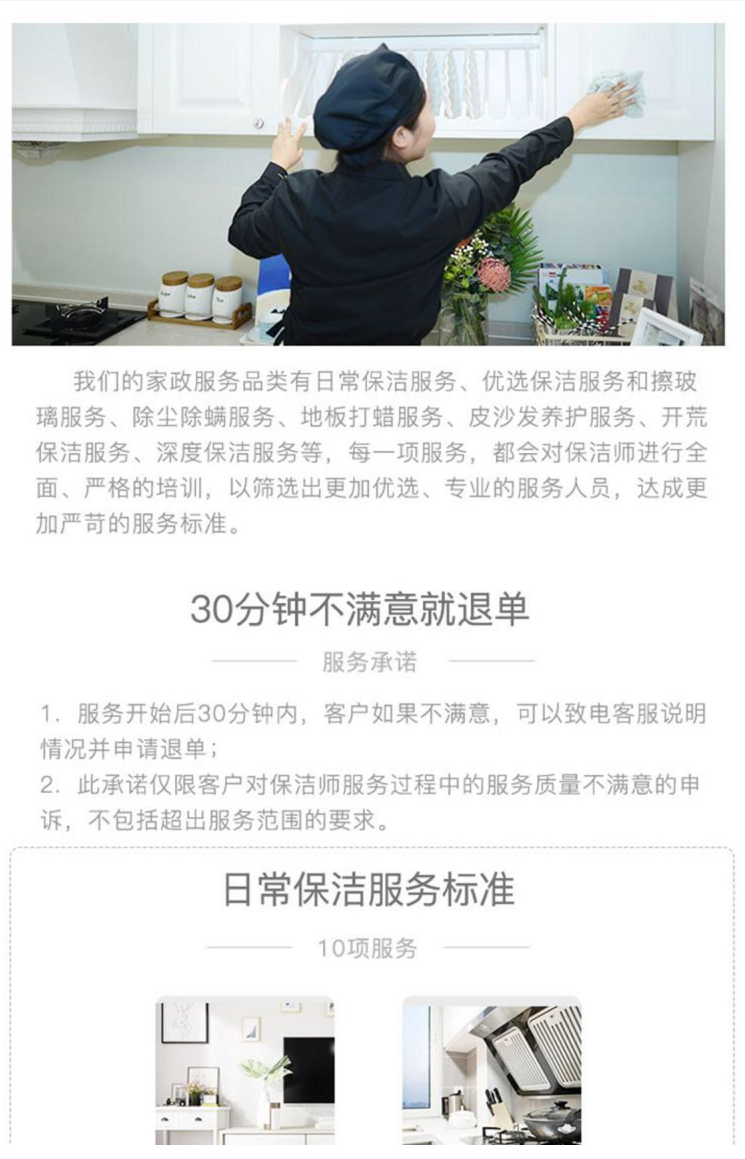 我们的家政服务品类有日常保洁服务、优选保洁服务和擦玻
璃服务、除尘除螨服务、地板打蜡服务、皮沙发养护服务、开荒
保洁服务、深度保洁服务等，每一项服务，都会对保洁师进行全
面、严格的培训，以筛选出更加优选、专业的服务人员，达成更
加严苛的服务标准。
30分钟不满意就退单
服务承诺
1. 服务开始后30分钟内，客户如果不满意，可以致电客服说明
情况并申请退单；
2. 此承诺仅限客户对保洁师服务过程中的服务质量不满意的申
诉，不包括超出服务范围的要求。
日常保洁服务标准
10项服务